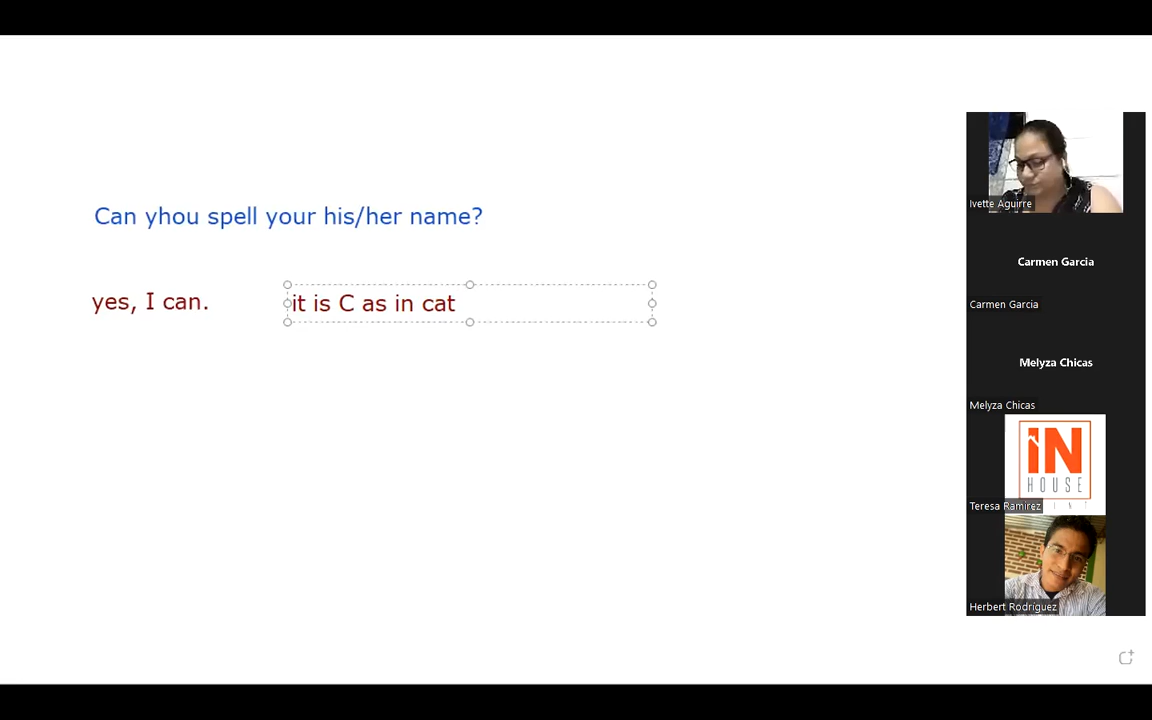 Can yhou spell your his/her name?
yes, I can.
it is C as in cat
Ivette Aguirre
Carmen Garcia
Carmen Garcia
Melyza Chicas
Melyza Chicas
iN
HOUSE
Teresa Ramirez
Herbert Rodríguez